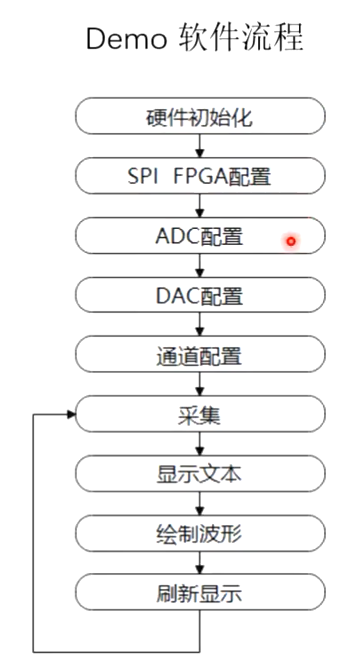 Demo 软件流程
硬件初始化
SPI FPGA配置
ADC配置
DAC配置
通道配置
采集
显示文本
绘制波形
刷新显示